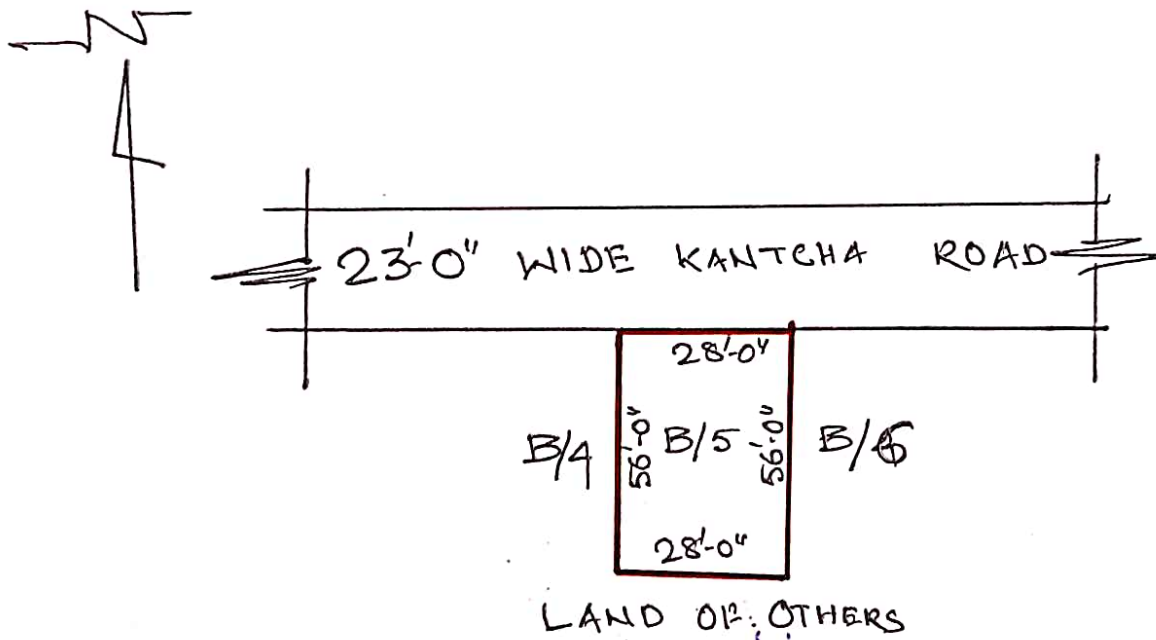 N
23'-0" WIDE KANTCHA ROAD
28'-0"
B/4 56'-0" B/5 56'-0" B/6
28'-0"
LAND OF OTHERS